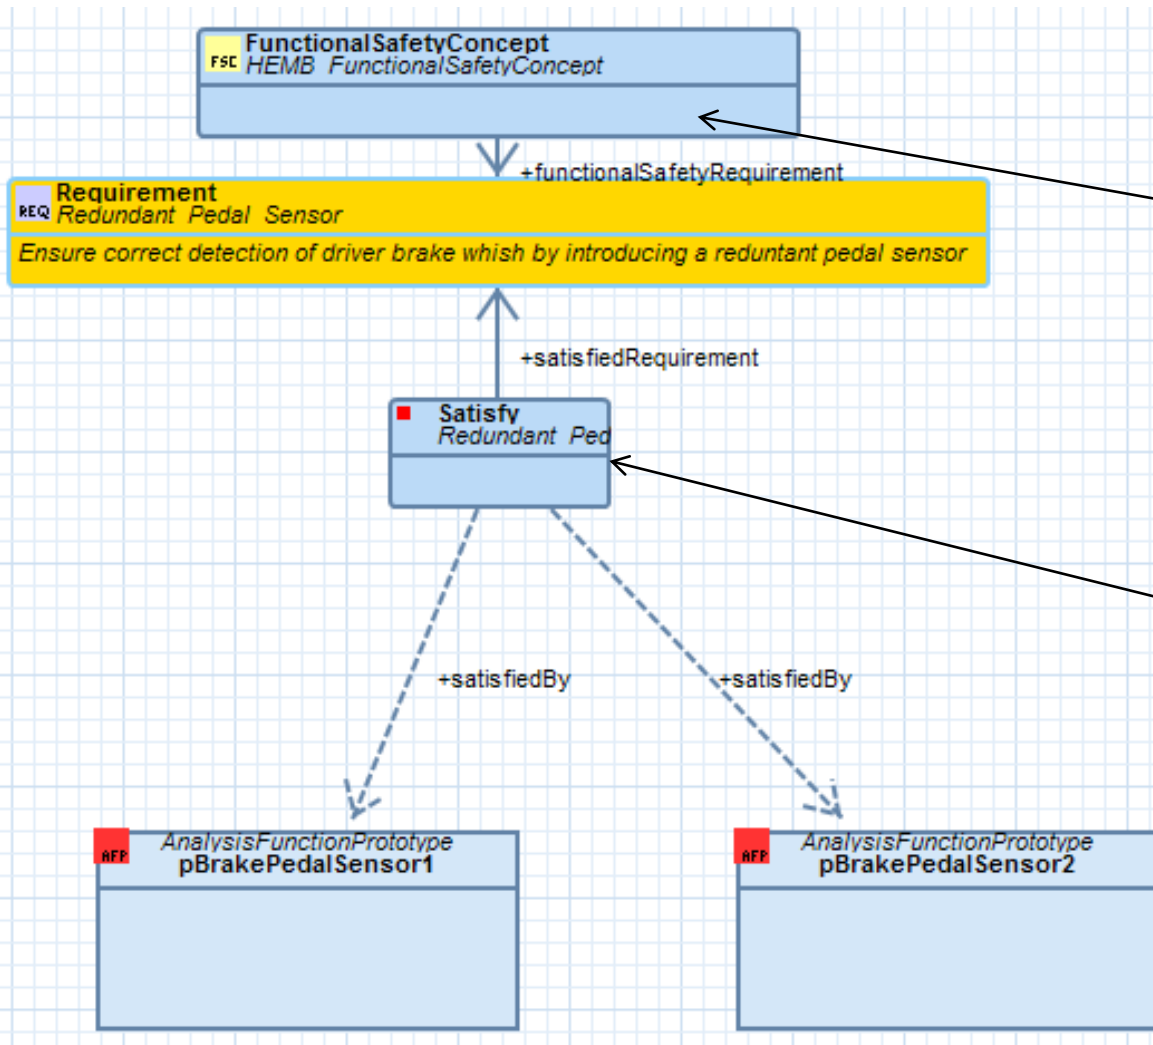 FunctionalSafetyConcept
FSC HEMB FunctionalSafetyConcept
+functionalSafetyRequirement
Requirement
REQ Redundant Pedal Sensor
Ensure correct detection of driver brake whish by introducing a reduntant pedal sensor
+satisfiedRequirement
Satisfy
Redundant Ped
+satisfiedBy
+satisfiedBy
AnalysisFunctionPrototype
AFP pBrakePedalSensor1
AnalysisFunctionPrototype
AFP pBrakePedalSensor2